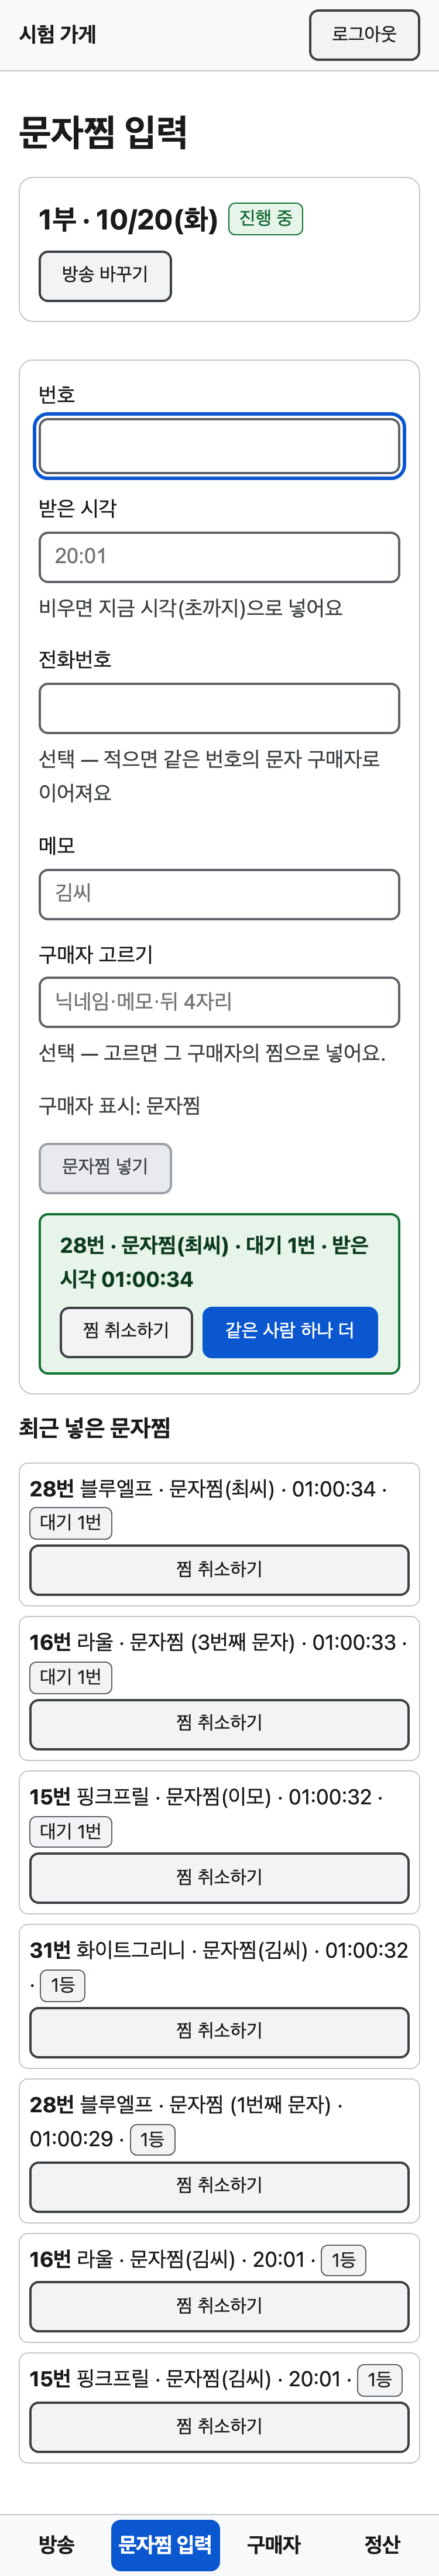 시험 가게
로그아웃
문자찜 입력
1부 · 10/20(화) 진행 중
방송 바꾸기
번호
받은 시각
20:01
비우면 지금 시각(초까지)으로 넣어요
전화번호
선택 — 적으면 같은 번호의 문자 구매자로
이어져요
메모
김씨
구매자 고르기
닉네임·메모·뒤 4자리
선택 — 고르면 그 구매자의 찜으로 넣어요.
구매자 표시: 문자찜
문자찜 넣기
28번 · 문자찜(최씨) · 대기 1번 · 받은
시각 01:00:34
찜 취소하기
같은 사람 하나 더
최근 넣은 문자찜
28번 블루엘프 · 문자찜(최씨) · 01:00:34 ·
대기 1번
찜 취소하기
16번 라울 · 문자찜 (3번째 문자) · 01:00:33 ·
대기 1번
찜 취소하기
15번 핑크프릴 · 문자찜(이모) · 01:00:32 ·
대기 1번
찜 취소하기
31번 화이트그리니 · 문자찜(김씨) · 01:00:32
· 1등
찜 취소하기
28번 블루엘프 · 문자찜 (1번째 문자) ·
01:00:29 · 1등
찜 취소하기
16번 라울 · 문자찜(김씨) · 20:01 · 1등
찜 취소하기
15번 핑크프릴 · 문자찜(김씨) · 20:01 · 1등
찜 취소하기
방송
문자찜 입력
구매자
정산